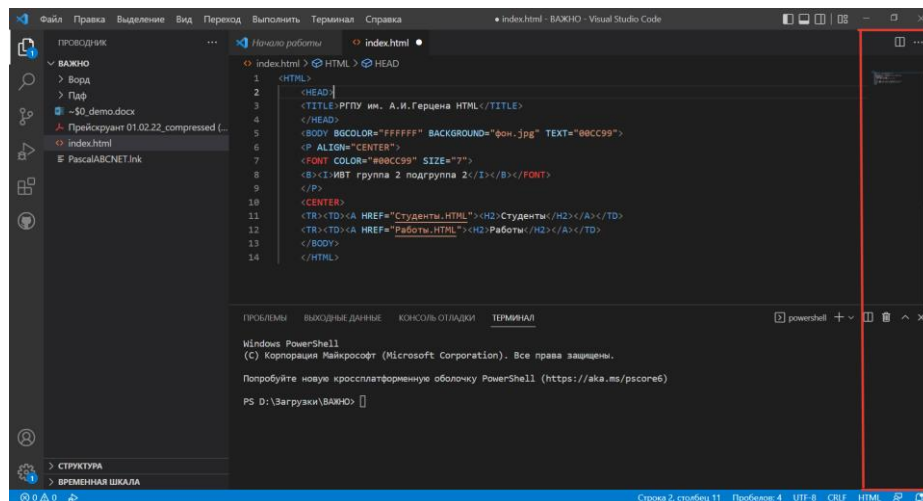 Файл Правка Выделение Вид Переход Выполнить Терминал Справка
● index.html - ВАЖНО - Visual Studio Code
ПРОВОДНИК
ВАЖНО
Ворд
Пдф
~$0_demo.docx
Прейскруант 01.02.22_compressed (...
index.html
PascalABCNET.lnk
СТРУКТУРА
ВРЕМЕННАЯ ШКАЛА
Начало работы
index.html ●
index.html > HTML > HEAD
1 <HTML>
2 <HEAD>
3 <TITLE>РГПУ им. А.И.Герцена HTML</TITLE>
4 </HEAD>
5 <BODY BGCOLOR="FFFFFF" BACKGROUND="фон.jpg" TEXT="00CC99">
6 <P ALIGN="CENTER">
7 <FONT COLOR="#00CC99" SIZE="7">
8 <B><I>ИВТ группа 2 подгруппа 2</I></B></FONT>
9 </P>
10 <CENTER>
11 <TR><TD><A HREF="Студенты.HTML"><H2>Студенты</H2></A></TD>
12 <TR><TD><A HREF="Работы.HTML"><H2>Работы</H2></A></TD>
13 </BODY>
14 </HTML>
ПРОБЛЕМЫ ВЫХОДНЫЕ ДАННЫЕ КОНСОЛЬ ОТЛАДКИ ТЕРМИНАЛ
powershell
Windows PowerShell
(C) Корпорация Майкрософт (Microsoft Corporation). Все права защищены.
Попробуйте новую кроссплатформенную оболочку PowerShell (https://aka.ms/pscore6)
PS D:\Загрузки\ВАЖНО>
0 0 Строка 2, столбец 11 Пробелов: 4 UTF-8 CRLF HTML